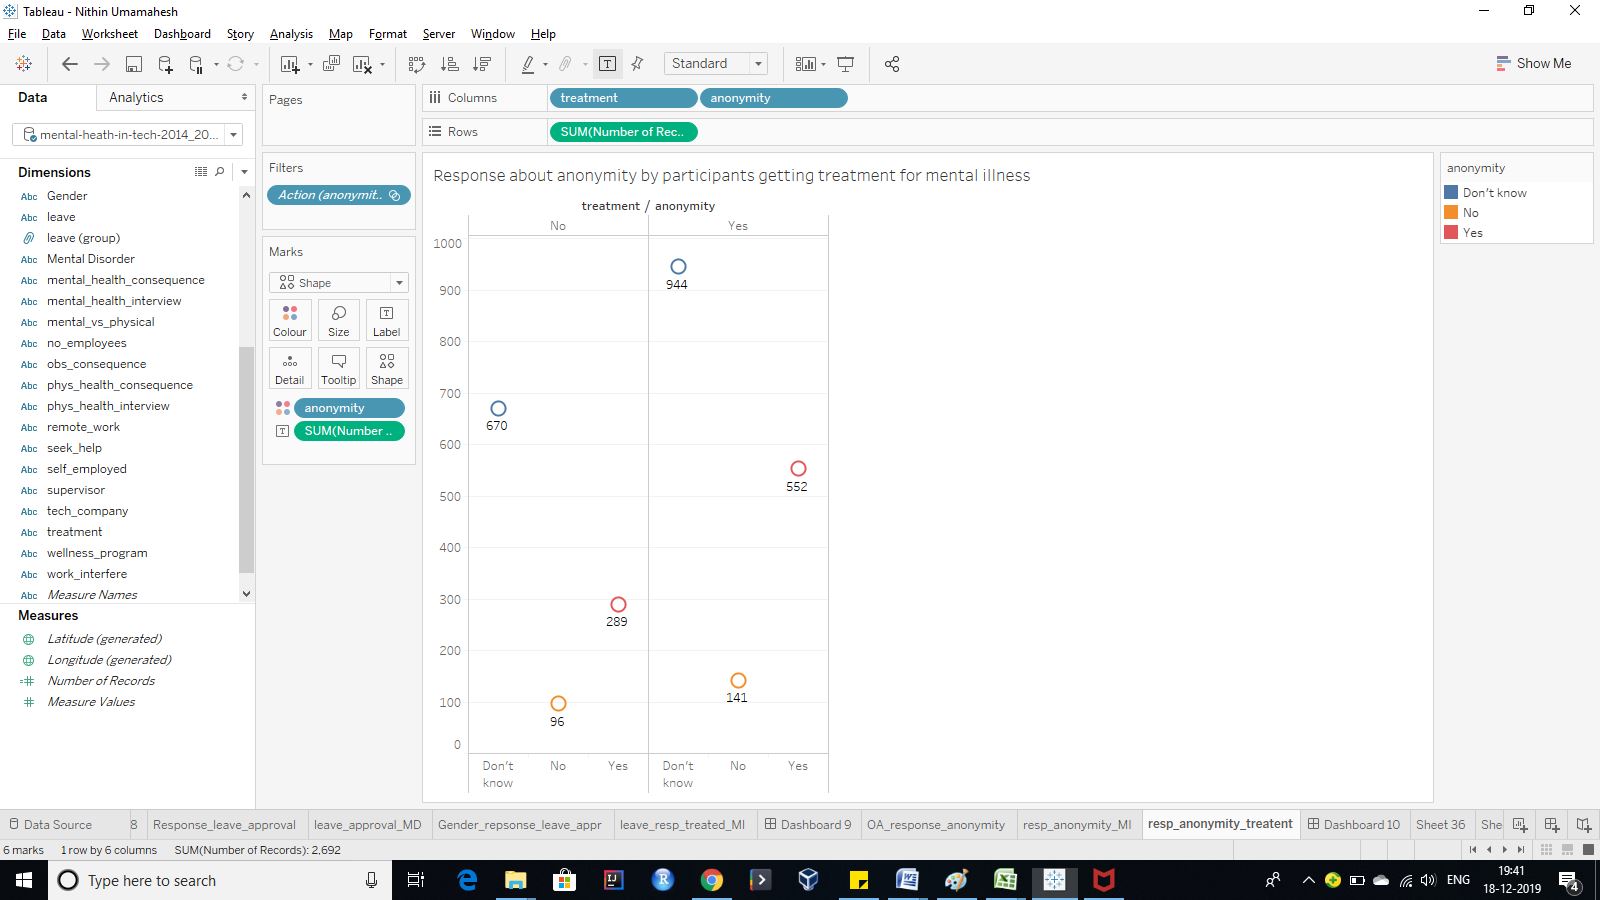 Tableau - Nithin Umamahesh
File Data Worksheet Dashboard Story Analysis Map Format Server Window Help
Standard
Show Me
Data Analytics
mental-heath-in-tech-2014_20...
Dimensions
Abc Gender
Abc leave
leave (group)
Abc Mental Disorder
Abc mental_health_consequence
Abc mental_health_interview
Abc mental_vs_physical
Abc no_employees
Abc obs_consequence
Abc phys_health_consequence
Abc phys_health_interview
Abc remote_work
Abc seek_help
Abc self_employed
Abc supervisor
Abc tech_company
Abc treatment
Abc wellness_program
Abc work_interfere
Abc Measure Names
Measures
Latitude (generated)
Longitude (generated)
=# Number of Records
# Measure Values
Pages
Filters
Action (anonymit..
Marks
Shape
Colour Size Label
Detail Tooltip Shape
anonymity
SUM(Number ..
Columns treatment anonymity
Rows SUM(Number of Rec..
Response about anonymity by participants getting treatment for mental illness
treatment / anonymity
No Yes
1000
900
800
700
600
500
400
300
200
100
0
944
670
552
289
141
96
Don't know No Yes Don't know No Yes
anonymity
Don't know
No
Yes
Data Source 8 Response_leave_approval leave_approval_MD Gender_repsonse_leave_appr leave_resp_treated_MI Dashboard 9 OA_response_anonymity resp_anonymity_MI resp_anonymity_treatent Dashboard 10 Sheet 36 She
6 marks 1 row by 6 columns SUM(Number of Records): 2,692
Type here to search
ENG
19:41
18-12-2019
4